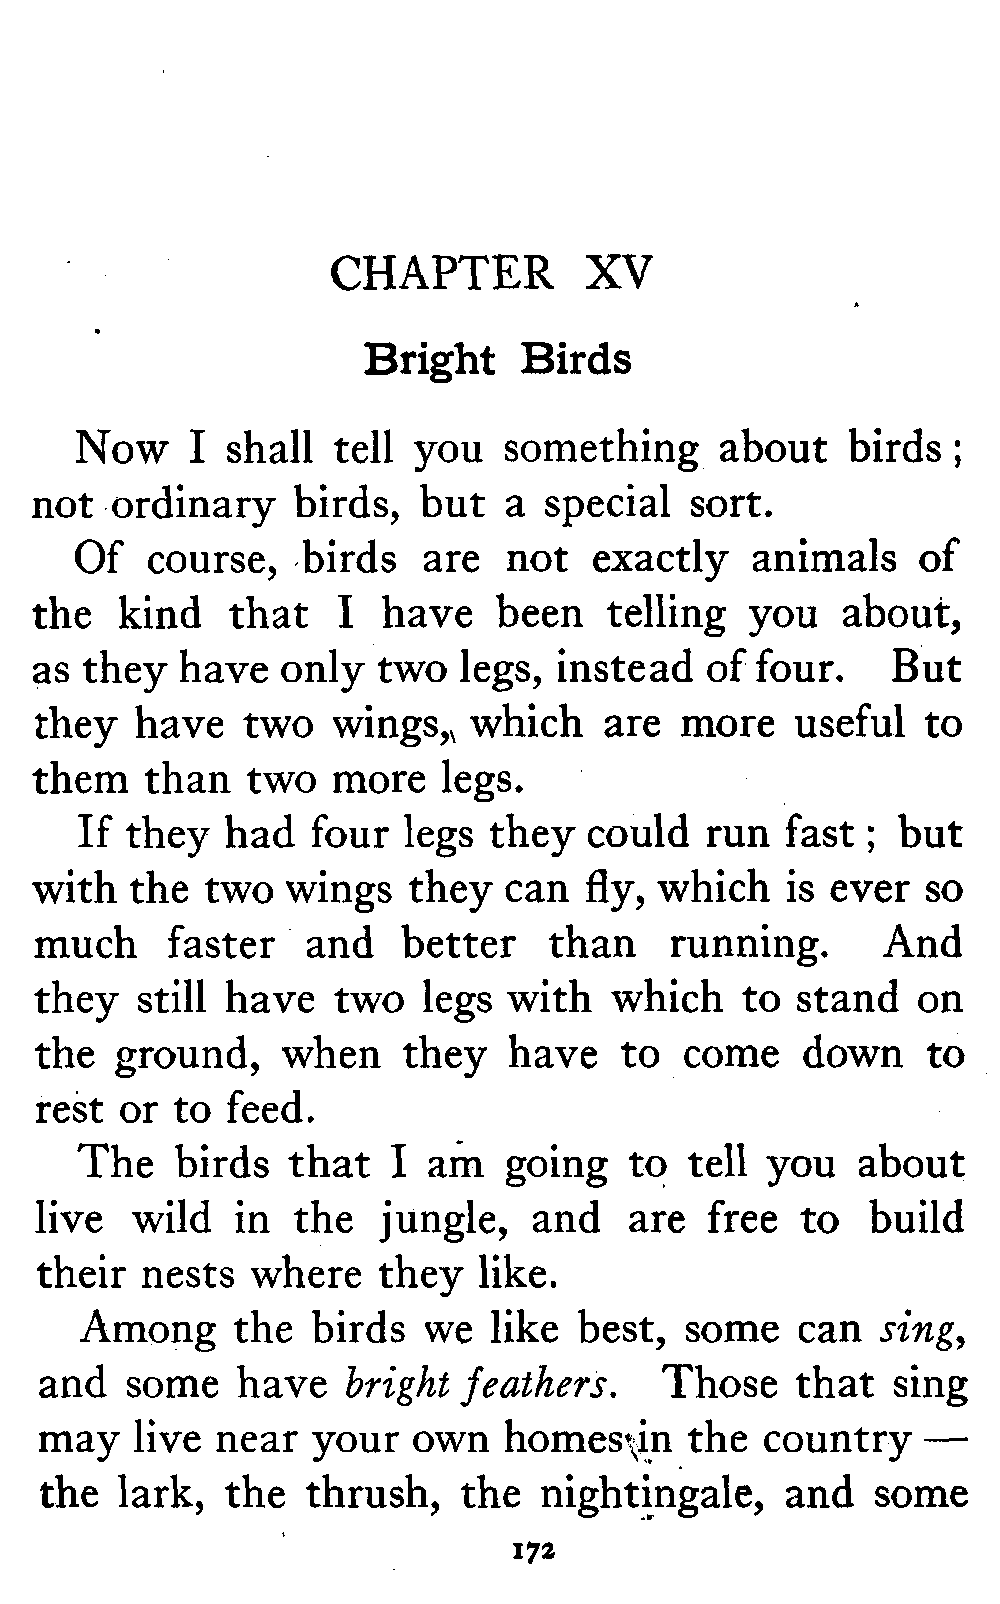 CHAPTER XV
Bright Birds
Now I shall tell you something about birds ;
not ordinary birds, but a special sort.
Of course, birds are not exactly animals of
the kind that I have been telling you about,
as they have only two legs, instead of four. But
they have two wings, which are more useful to
them than two more legs.
If they had four legs they could run fast ; but
with the two wings they can fly, which is ever so
much faster and better than running. And
they still have two legs with which to stand on
the ground, when they have to come down to
rest or to feed.
The birds that I am going to tell you about
live wild in the jungle, and are free to build
their nests where they like.
Among the birds we like best, some can sing,
and some have bright feathers. Those that sing
may live near your own homes in the country —
the lark, the thrush, the nightingale, and some
172